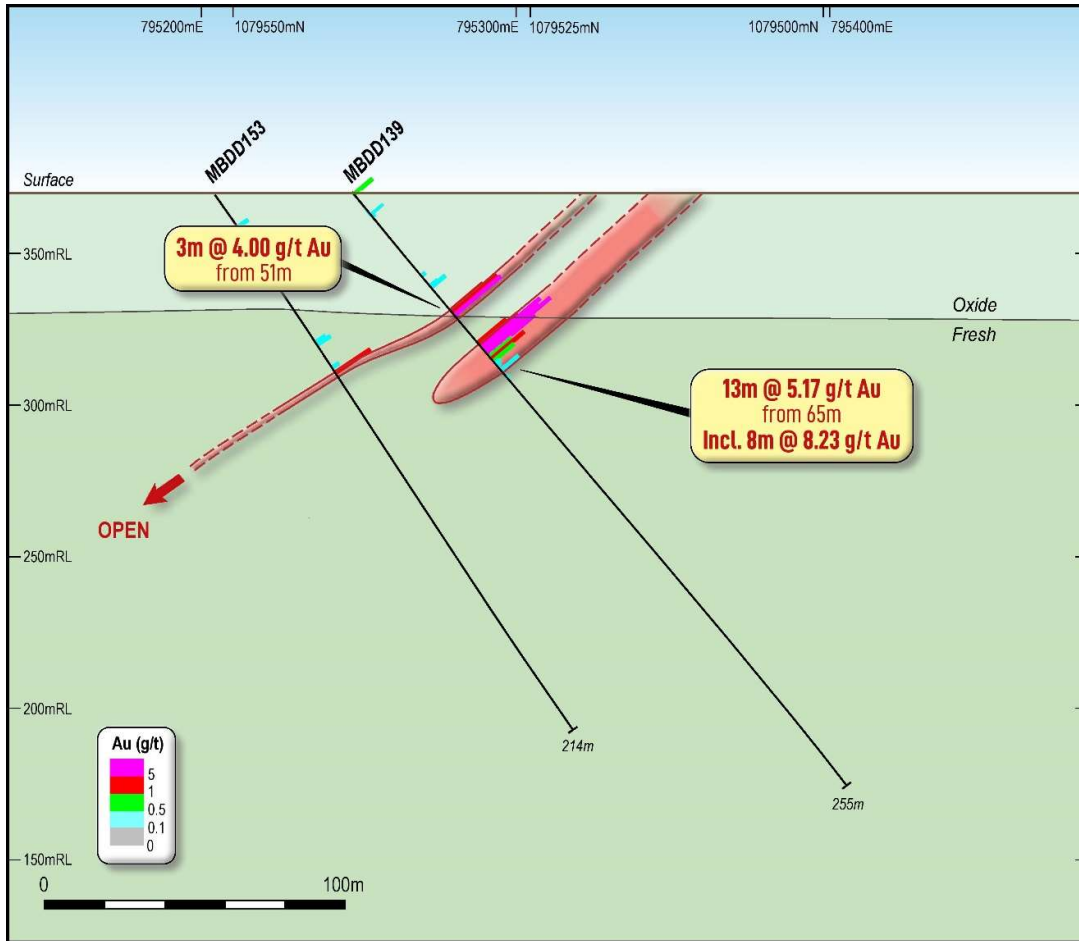 795200mE 1079550mN 795300mE 1079525mN 1079500mN 795400mE
MBDD153
MBDD139
Surface
3m @ 4.00 g/t Au
from 51m
350mRL
Oxide
Fresh
13m @ 5.17 g/t Au
from 65m
Incl. 8m @ 8.23 g/t Au
300mRL
OPEN
250mRL
200mRL
214m
255m
Au (g/t)
5
1
0.5
0.1
0
150mRL
0 100m